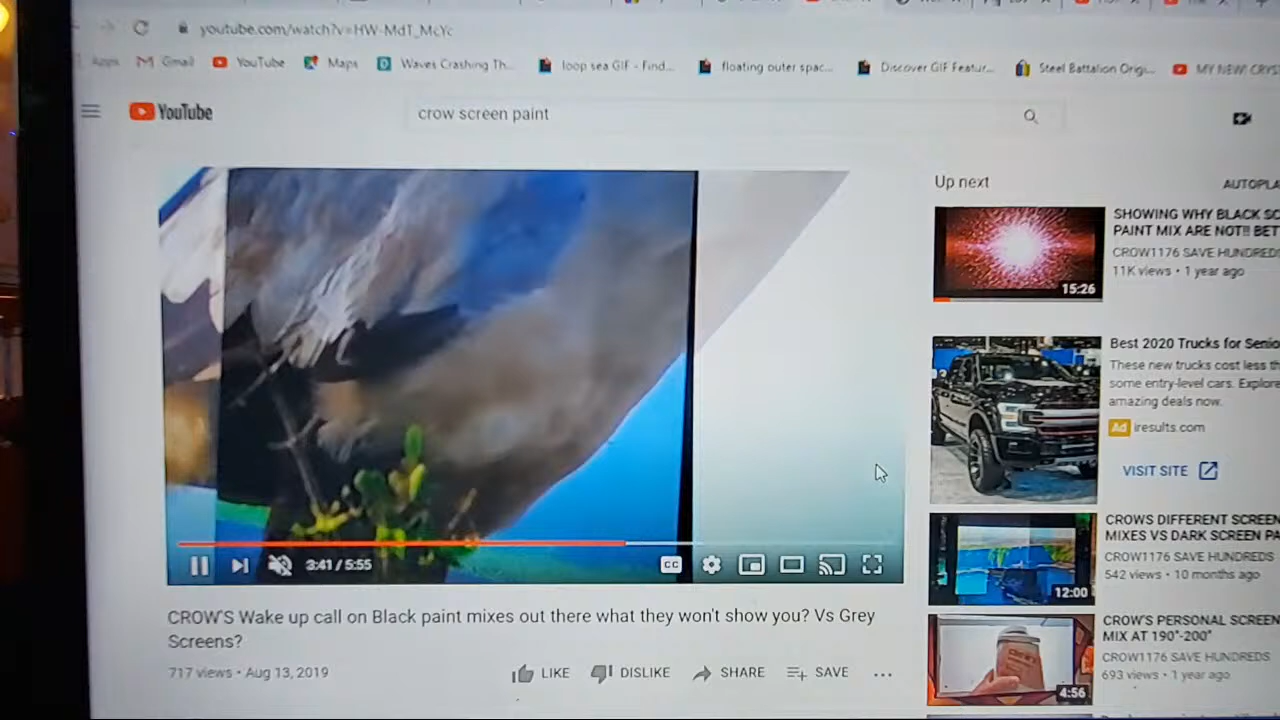 youtube.com/watch?v=HW-MdT_McYc
Apps Gmail YouTube Maps Waves Crashing Th... loop sea GIF - Find... floating outer spac... Discover GIF Featur... Steel Battalion Origi... MY NEW! CRYST
YouTube
crow screen paint
Up next
AUTOPLA
SHOWING WHY BLACK SC
PAINT MIX ARE NOT!! BET
CROW1176 SAVE HUNDREDS
11K views • 1 year ago
15:26
Best 2020 Trucks for Senio
These new trucks cost less th
some entry-level cars. Explore
amazing deals now.
Ad iresults.com
VISIT SITE
CROWS DIFFERENT SCREEN
MIXES VS DARK SCREEN PA
CROW1176 SAVE HUNDREDS
542 views • 10 months ago
12:00
CROW'S PERSONAL SCREEN
MIX AT 190"-200"
CROW1176 SAVE HUNDREDS
693 views • 1 year ago
4:56
3:41 / 5:55
CC
CROW'S Wake up call on Black paint mixes out there what they won't show you? Vs Grey
Screens?
717 views • Aug 13, 2019
LIKE DISLIKE SHARE SAVE